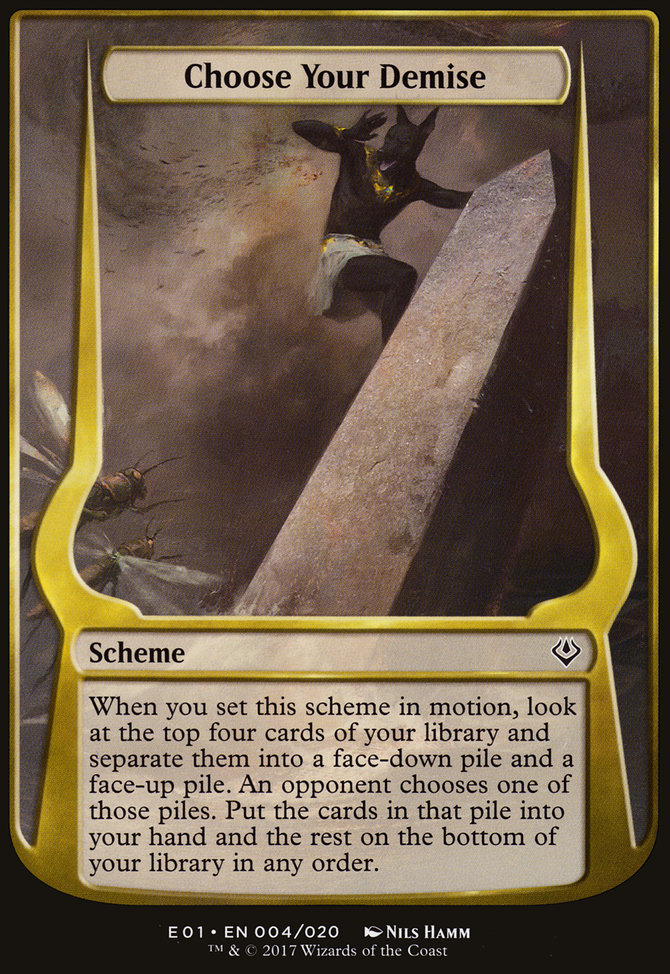 Choose Your Demise
Scheme
When you set this scheme in motion, look
at the top four cards of your library and
separate them into a face-down pile and a
face-up pile. An opponent chooses one of
those piles. Put the cards in that pile into
your hand and the rest on the bottom of
your library in any order.
E01 • EN 004/020 Nils Hamm
™ & © 2017 Wizards of the Coast